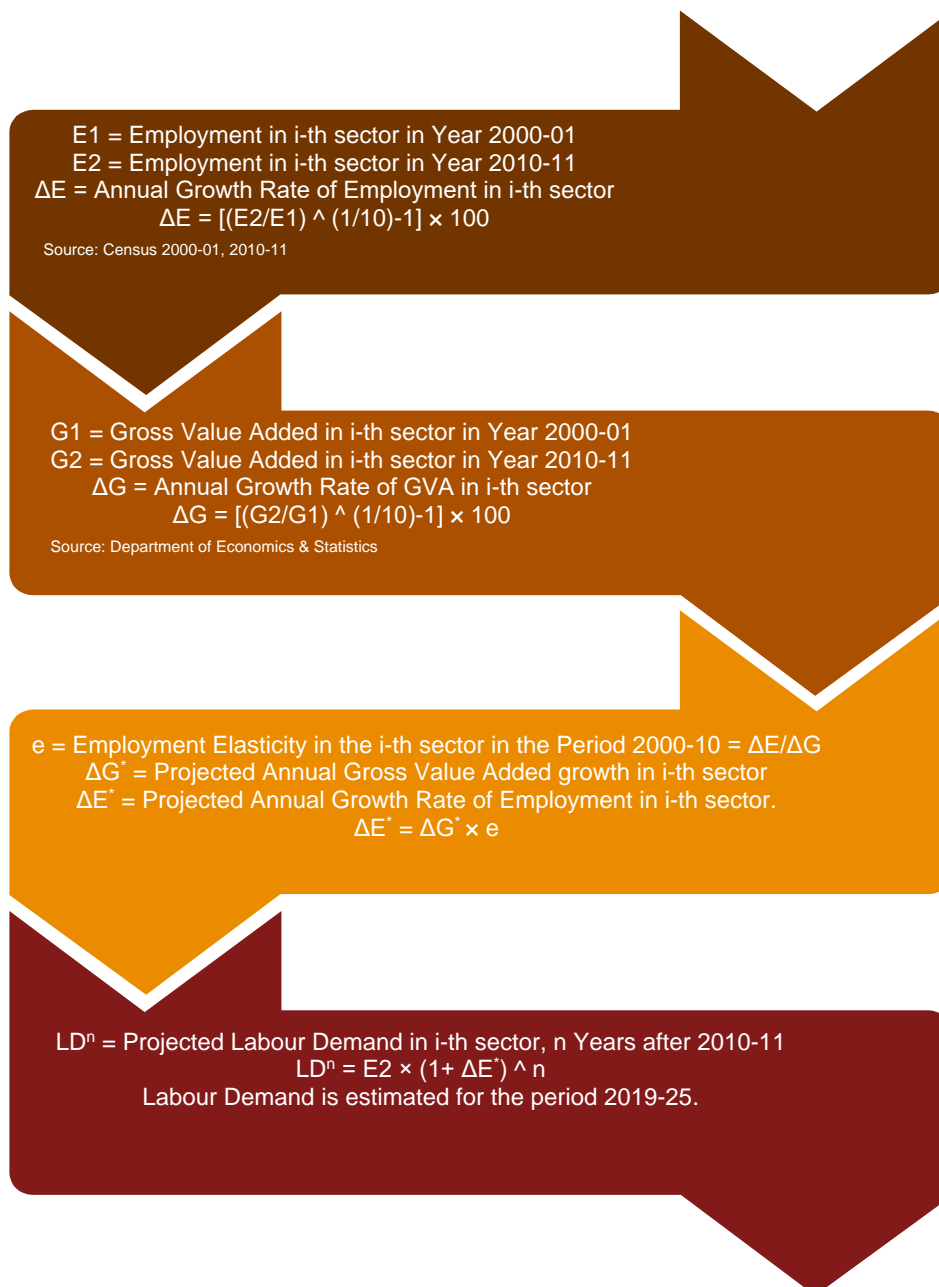 E1 = Employment in i-th sector in Year 2000-01
E2 = Employment in i-th sector in Year 2010-11
ΔE = Annual Growth Rate of Employment in i-th sector
ΔE = [(E2/E1) ^ (1/10)-1] × 100
Source: Census 2000-01, 2010-11
G1 = Gross Value Added in i-th sector in Year 2000-01
G2 = Gross Value Added in i-th sector in Year 2010-11
ΔG = Annual Growth Rate of GVA in i-th sector
ΔG = [(G2/G1) ^ (1/10)-1] × 100
Source: Department of Economics & Statistics
e = Employment Elasticity in the i-th sector in the Period 2000-10 = ΔE/ΔG
ΔG* = Projected Annual Gross Value Added growth in i-th sector
ΔE* = Projected Annual Growth Rate of Employment in i-th sector.
ΔE* = ΔG* × e
LDⁿ = Projected Labour Demand in i-th sector, n Years after 2010-11
LDⁿ = E2 × (1+ ΔE*) ^ n
Labour Demand is estimated for the period 2019-25.